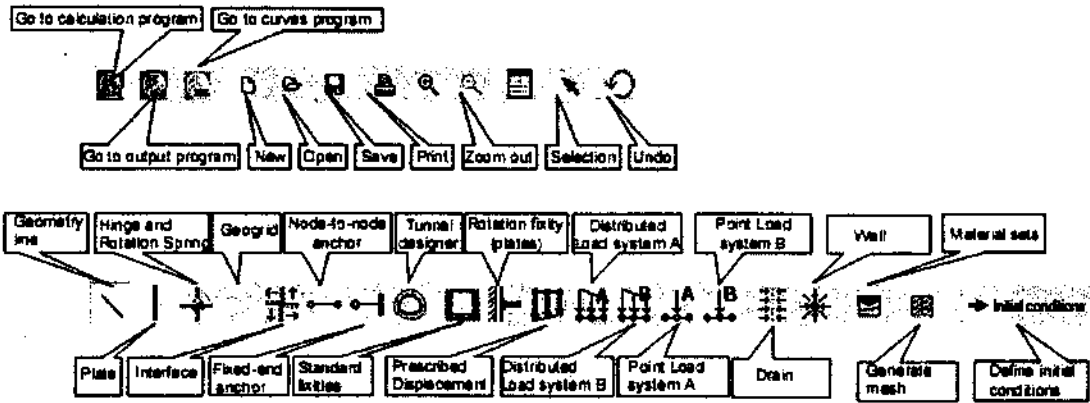 Go to calculation program
Go to curves program
Go to output program
New
Open
Save
Print
Zoom out
Selection
Undo
Geometry
line
Hinge and
Rotation Spring
Geogrid
Node-to-node
anchor
Tunnel
designer
Rotation fixity
(plates)
Distributed
Load system A
Point Load
system B
Wall
Material sets
A
B
A
B
Initial conditions
Plate
Interface
Fixed-end
anchor
Standard
fixities
Prescribed
Displacement
Distributed
Load system B
Point Load
system A
Drain
Generate
mesh
Define initial
conditions